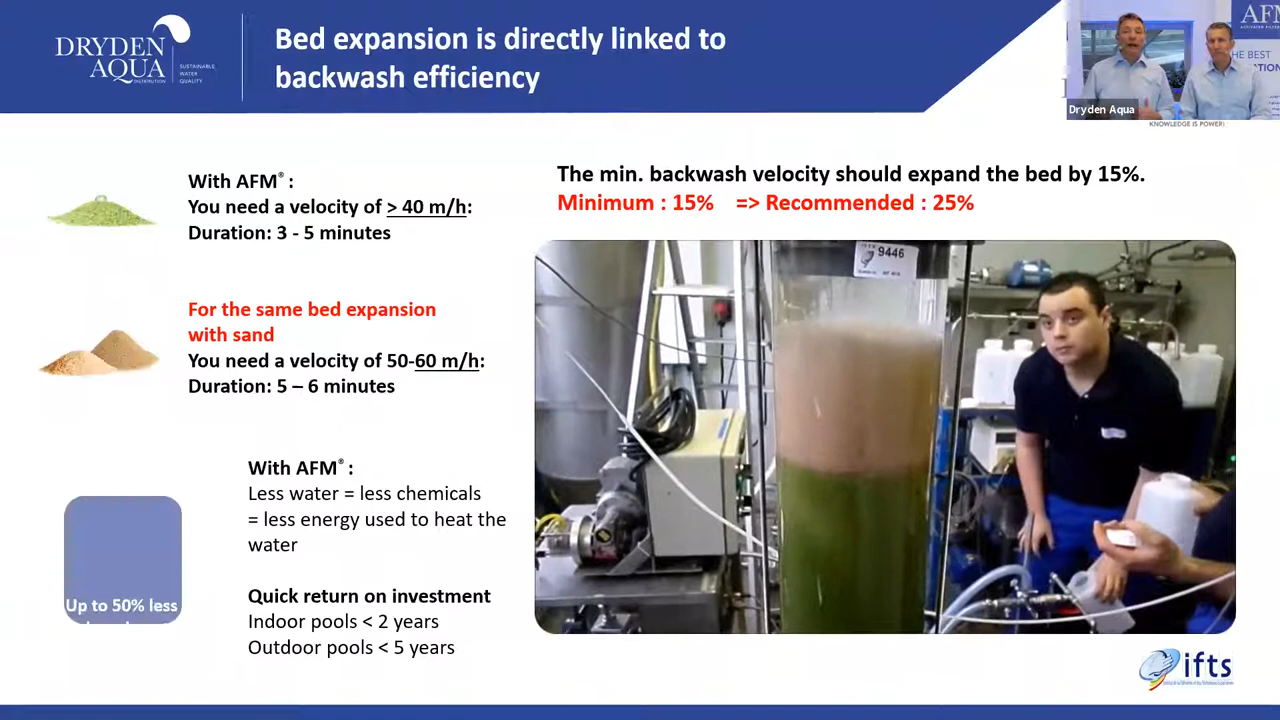 DRYDEN
AQUA
DISTRIBUTION
SUSTAINABLE
WATER
QUALITY
Bed expansion is directly linked to
backwash efficiency
AFM
THE BEST
Dryden Aqua
KNOWLEDGE IS POWER!
With AFM® :
You need a velocity of > 40 m/h:
Duration: 3 - 5 minutes
For the same bed expansion
with sand
You need a velocity of 50-60 m/h:
Duration: 5 – 6 minutes
With AFM® :
Less water = less chemicals
= less energy used to heat the
water
Up to 50% less
Quick return on investment
Indoor pools < 2 years
Outdoor pools < 5 years
The min. backwash velocity should expand the bed by 15%.
Minimum : 15% => Recommended : 25%
9446
ifts